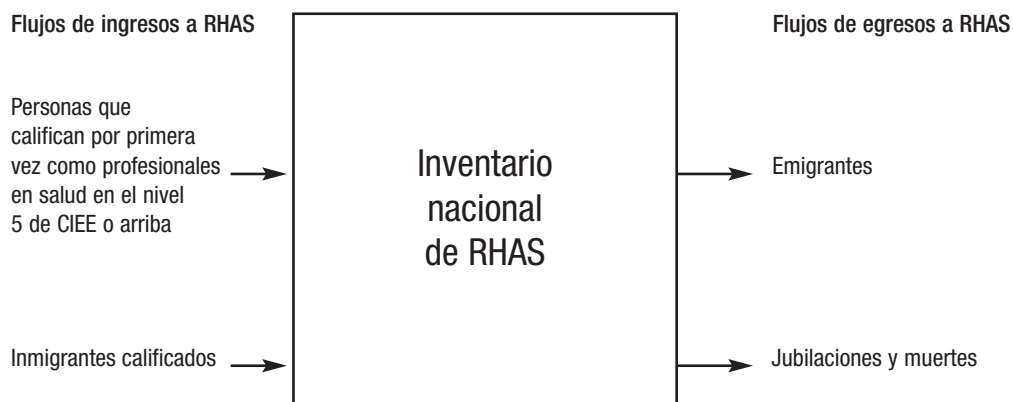 Flujos de ingresos a RHAS
Personas que
califican por primera
vez como profesionales
en salud en el nivel
5 de CIEE o arriba
Inmigrantes calificados
Inventario
nacional
de RHAS
Flujos de egresos a RHAS
Emigrantes
Jubilaciones y muertes